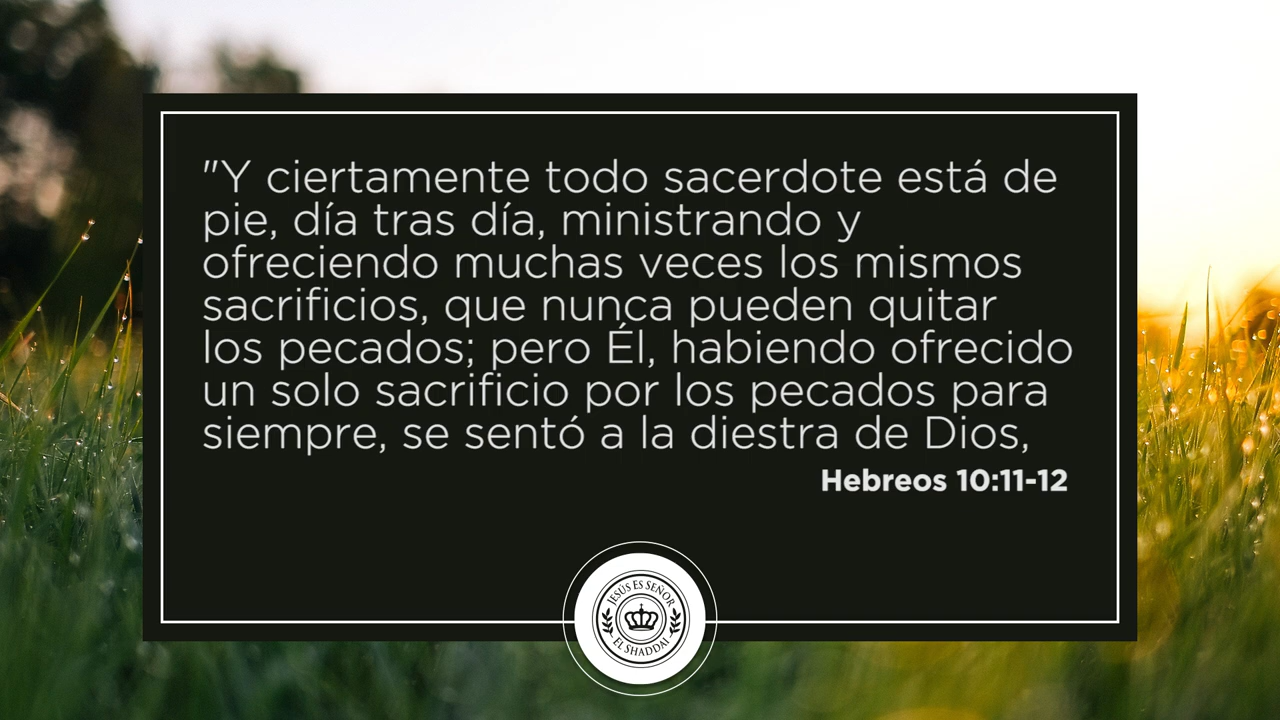 "Y ciertamente todo sacerdote está de
pie, día tras día, ministrando y
ofreciendo muchas veces los mismos
sacrificios, que nunca pueden quitar
los pecados; pero Él, habiendo ofrecido
un solo sacrificio por los pecados para
siempre, se sentó a la diestra de Dios,
Hebreos 10:11-12
JESÚS ES SEÑOR
EL SHADDAI